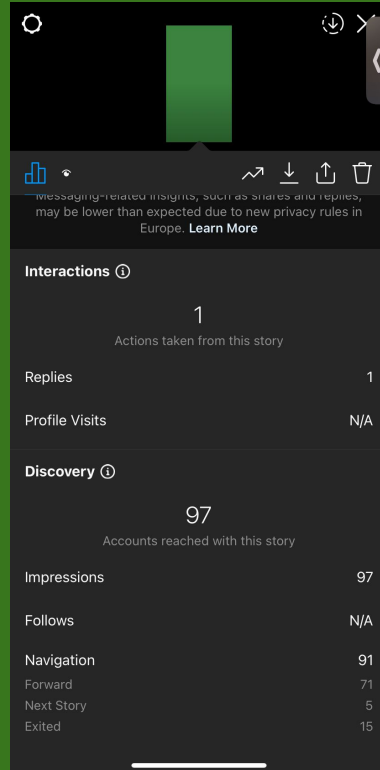 Messaging-related insights, such as shares and replies,
may be lower than expected due to new privacy rules in
Europe. Learn More
Interactions
1
Actions taken from this story
Replies 1
Profile Visits N/A
Discovery
97
Accounts reached with this story
Impressions 97
Follows N/A
Navigation 91
Forward 71
Next Story 5
Exited 15